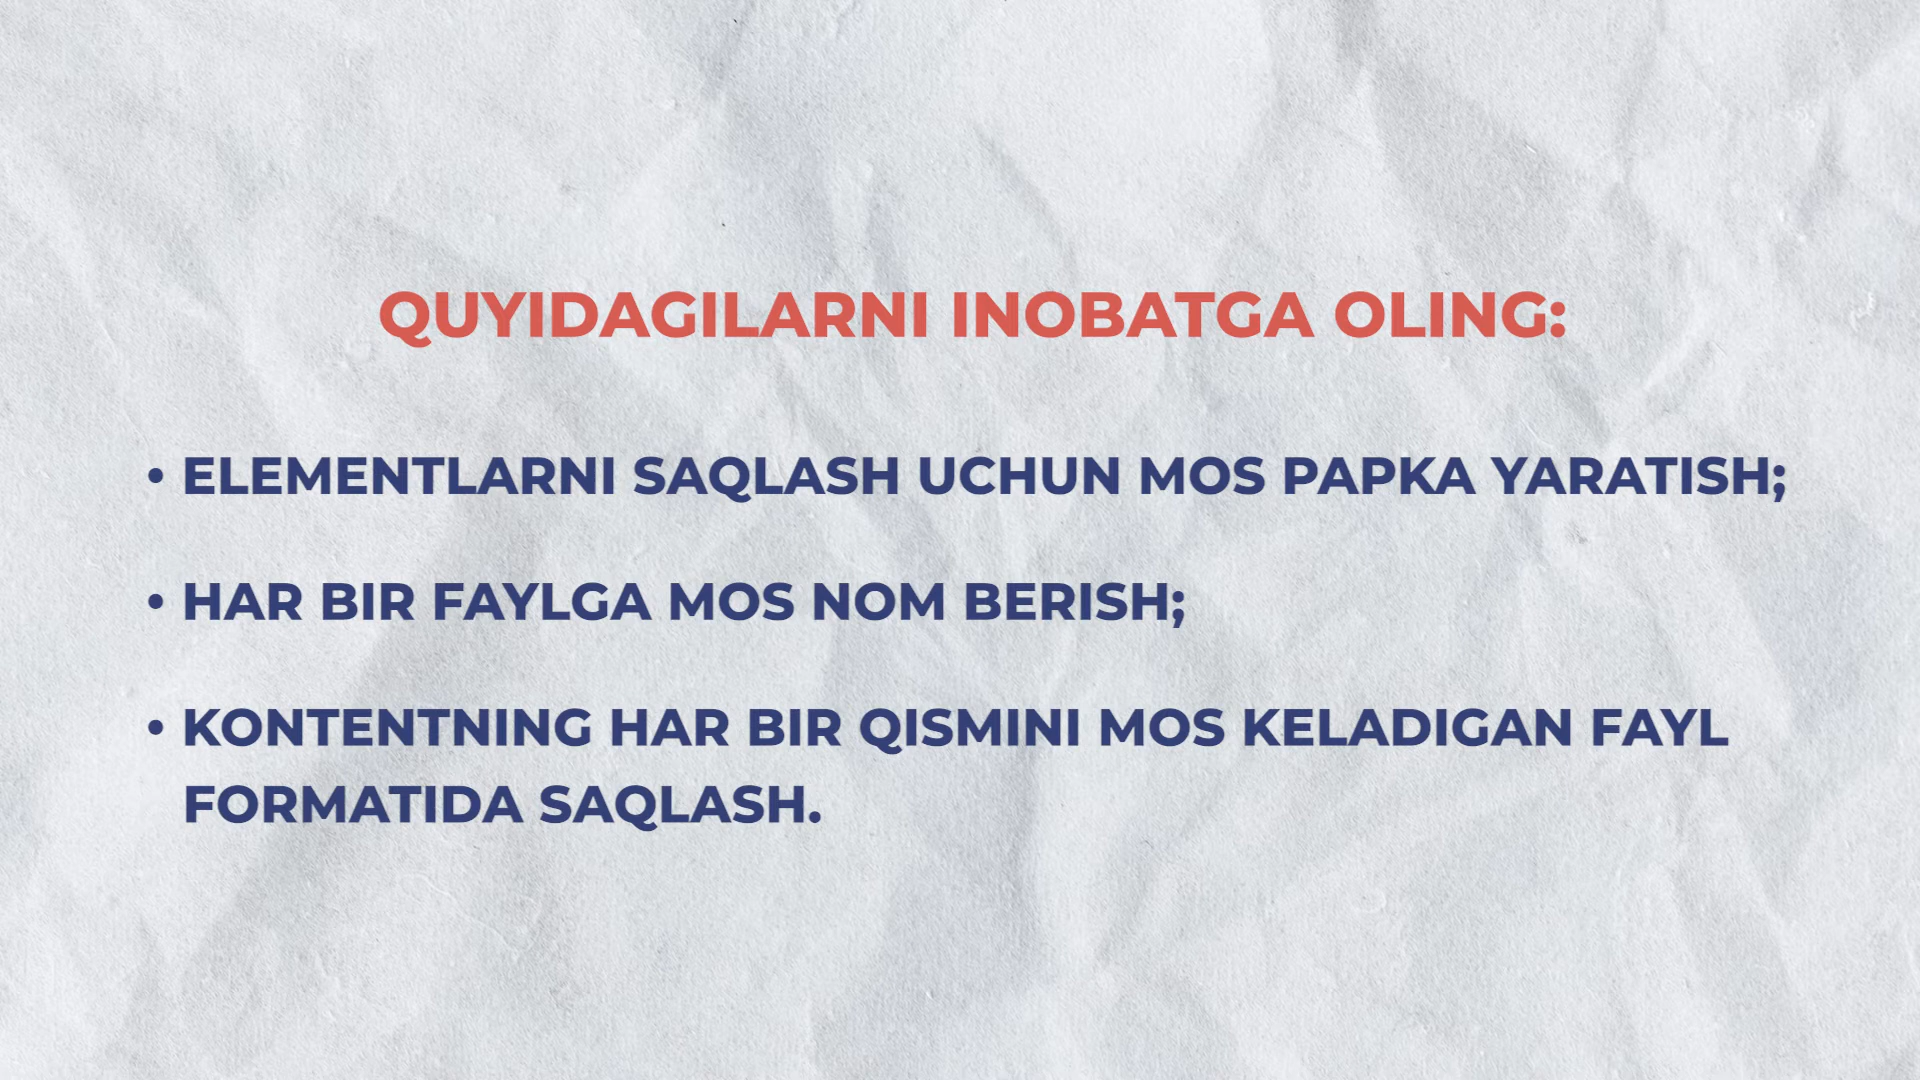 QUYIDAGILARNI INOBATGA OLING:
• ELEMENTLARNI SAQLASH UCHUN MOS PAPKA YARATISH;
• HAR BIR FAYLGA MOS NOM BERISH;
• KONTENTNING HAR BIR QISMINI MOS KELADIGAN FAYL
FORMATIDA SAQLASH.